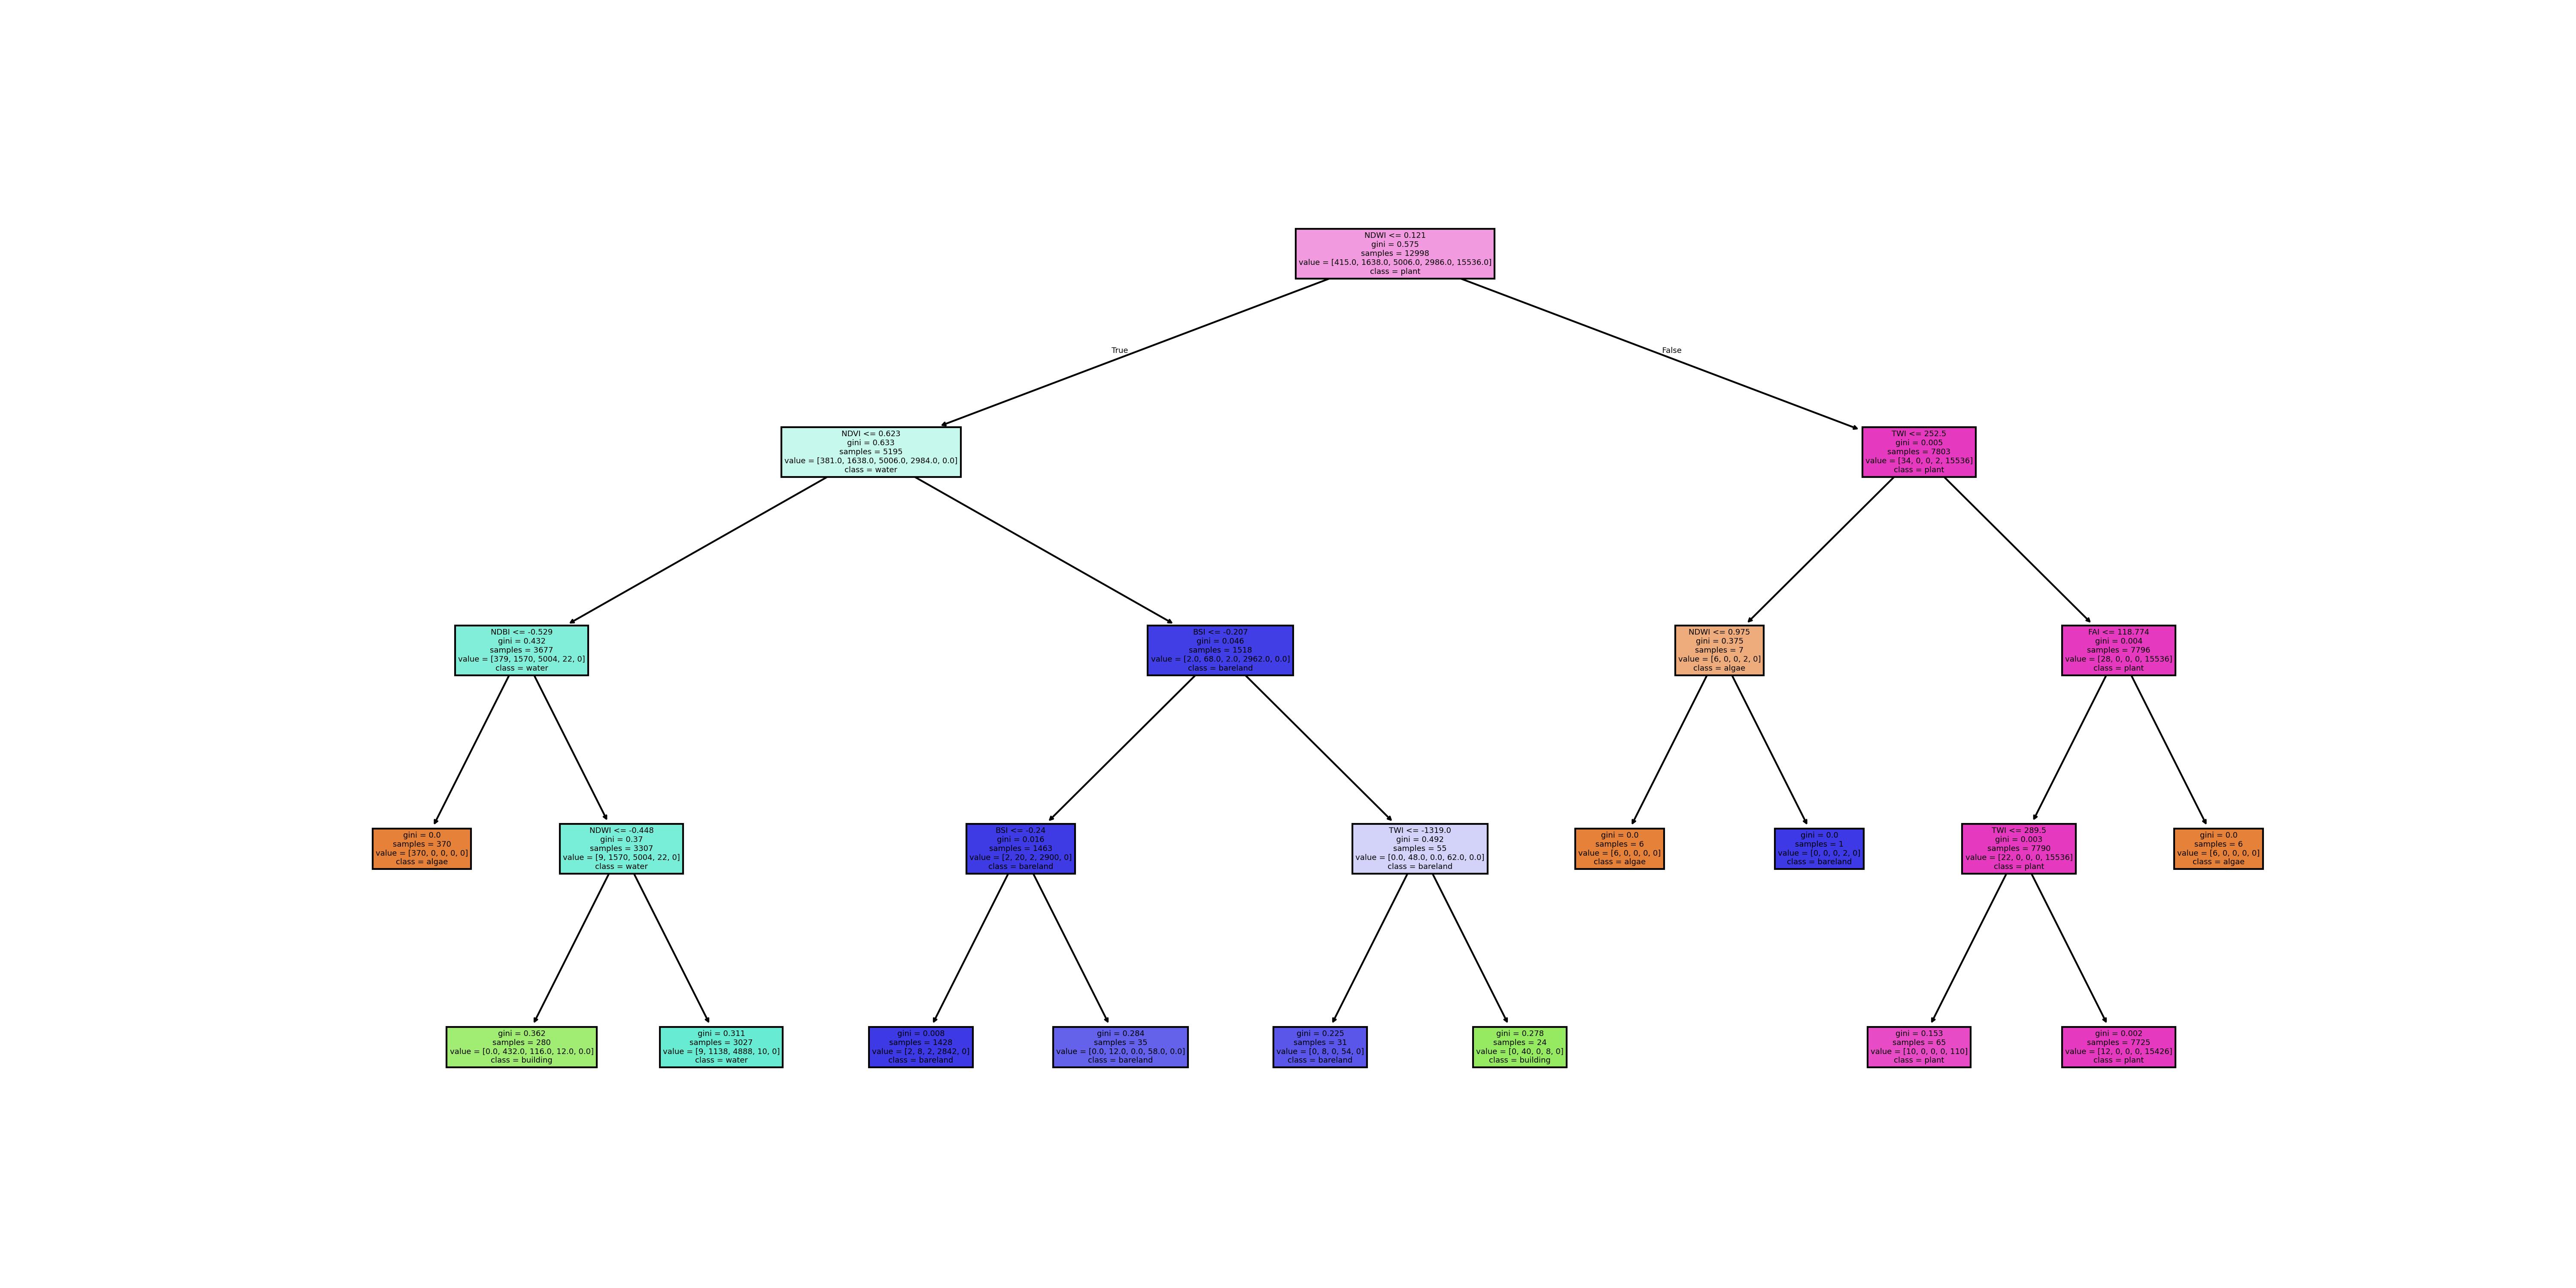 NDWI <= 0.121
gini = 0.575
samples = 12998
value = [415.0, 1638.0, 5006.0, 2986.0, 15536.0]
class = plant
True
False
NDVI <= 0.623
gini = 0.633
samples = 5195
value = [381.0, 1638.0, 5006.0, 2984.0, 0.0]
class = water
TWI <= 252.5
gini = 0.005
samples = 7803
value = [34, 0, 0, 2, 15536]
class = plant
NDBI <= -0.529
gini = 0.432
samples = 3677
value = [379, 1570, 5004, 22, 0]
class = water
BSI <= -0.207
gini = 0.046
samples = 1518
value = [2.0, 68.0, 2.0, 2962.0, 0.0]
class = bareland
NDWI <= 0.975
gini = 0.375
samples = 7
value = [6, 0, 0, 2, 0]
class = algae
FAI <= 118.774
gini = 0.004
samples = 7796
value = [28, 0, 0, 0, 15536]
class = plant
gini = 0.0
samples = 370
value = [370, 0, 0, 0, 0]
class = algae
NDWI <= -0.448
gini = 0.37
samples = 3307
value = [9, 1570, 5004, 22, 0]
class = water
BSI <= -0.24
gini = 0.016
samples = 1463
value = [2, 20, 2, 2900, 0]
class = bareland
TWI <= -1319.0
gini = 0.492
samples = 55
value = [0.0, 48.0, 0.0, 62.0, 0.0]
class = bareland
gini = 0.0
samples = 6
value = [6, 0, 0, 0, 0]
class = algae
gini = 0.0
samples = 1
value = [0, 0, 0, 2, 0]
class = bareland
TWI <= 289.5
gini = 0.003
samples = 7790
value = [22, 0, 0, 0, 15536]
class = plant
gini = 0.0
samples = 6
value = [6, 0, 0, 0, 0]
class = algae
gini = 0.362
samples = 280
value = [0.0, 432.0, 116.0, 12.0, 0.0]
class = building
gini = 0.311
samples = 3027
value = [9, 1138, 4888, 10, 0]
class = water
gini = 0.008
samples = 1428
value = [2, 8, 2, 2842, 0]
class = bareland
gini = 0.284
samples = 35
value = [0.0, 12.0, 0.0, 58.0, 0.0]
class = bareland
gini = 0.225
samples = 31
value = [0, 8, 0, 54, 0]
class = bareland
gini = 0.278
samples = 24
value = [0, 40, 0, 8, 0]
class = building
gini = 0.153
samples = 65
value = [10, 0, 0, 0, 110]
class = plant
gini = 0.002
samples = 7725
value = [12, 0, 0, 0, 15426]
class = plant